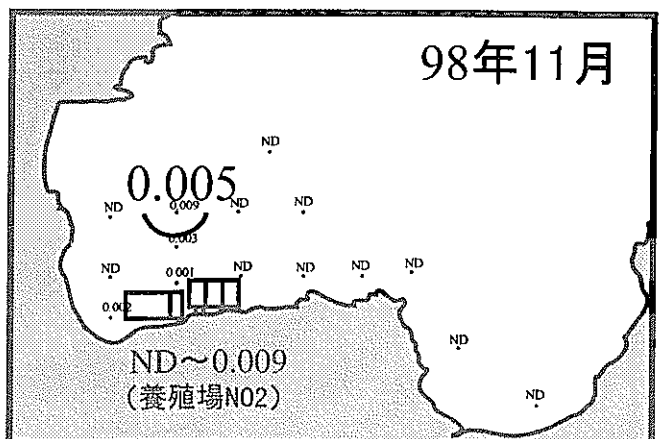 98年11月
ND
0.005
ND
0.009
ND
ND
0.003
ND
0.001
ND
ND
ND
ND
0.002
ND
ND～0.009
(養殖場NO2)
ND